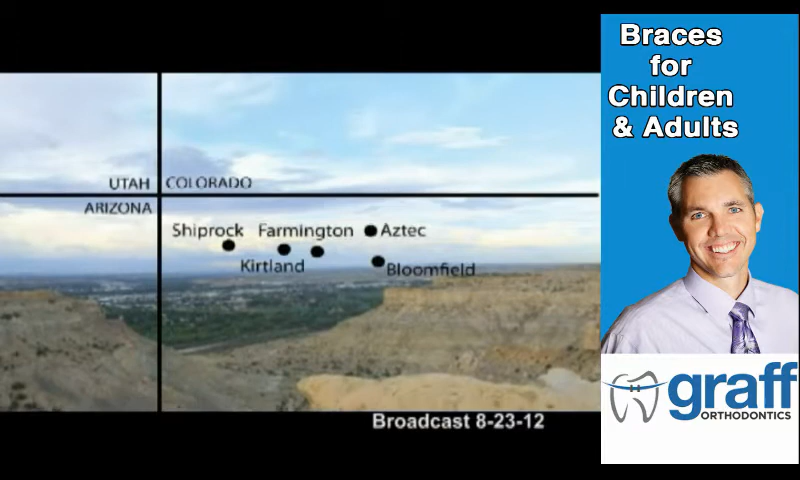 Braces
for
Children
& Adults
UTAH COLORADO
ARIZONA
Shiprock Farmington Aztec
Kirtland Bloomfield
Broadcast 8-23-12
graff
ORTHODONTICS